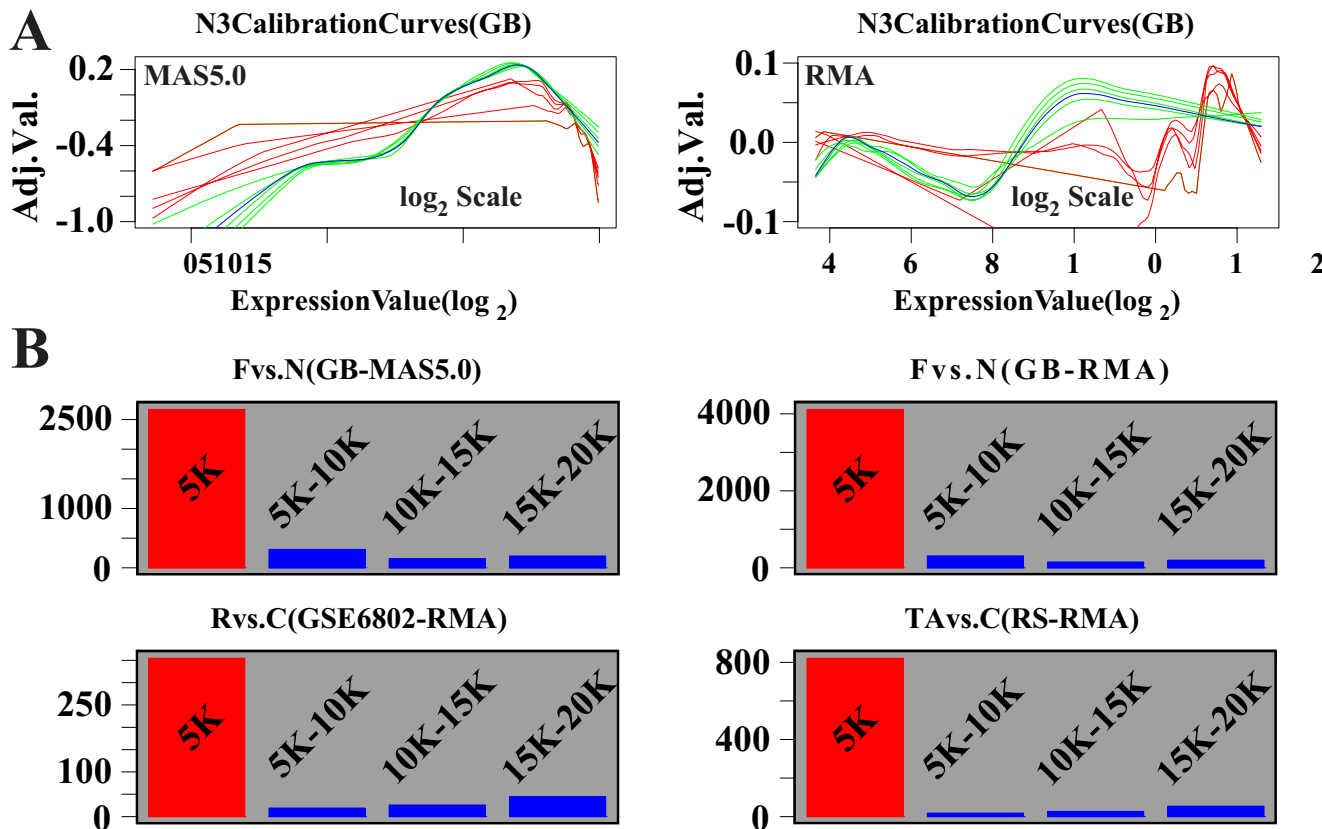 A
N3CalibrationCurves(GB)
MAS5.0
Adj.Val.
0.2
-0.4
-1.0
log2 Scale
051015
ExpressionValue(log 2)
N3CalibrationCurves(GB)
RMA
Adj.Val.
0.1
0.0
-0.1
log2 Scale
4 6 8 1 0 1 2
ExpressionValue(log 2)
B
Fvs.N(GB-MAS5.0)
2500
1000
0
5K
5K-10K
10K-15K
15K-20K
Fvs.N(GB-RMA)
4000
2000
0
5K
5K-10K
10K-15K
15K-20K
Rvs.C(GSE6802-RMA)
250
100
0
5K
5K-10K
10K-15K
15K-20K
TAvs.C(RS-RMA)
800
400
0
5K
5K-10K
10K-15K
15K-20K